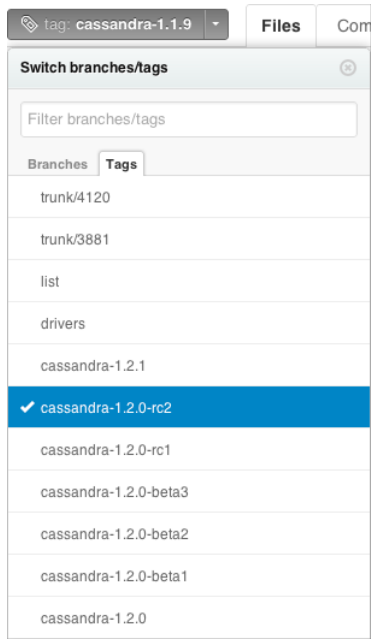 tag: cassandra-1.1.9
Files
Com
Switch branches/tags
Filter branches/tags
Branches
Tags
trunk/4120
trunk/3881
list
drivers
cassandra-1.2.1
cassandra-1.2.0-rc2
cassandra-1.2.0-rc1
cassandra-1.2.0-beta3
cassandra-1.2.0-beta2
cassandra-1.2.0-beta1
cassandra-1.2.0